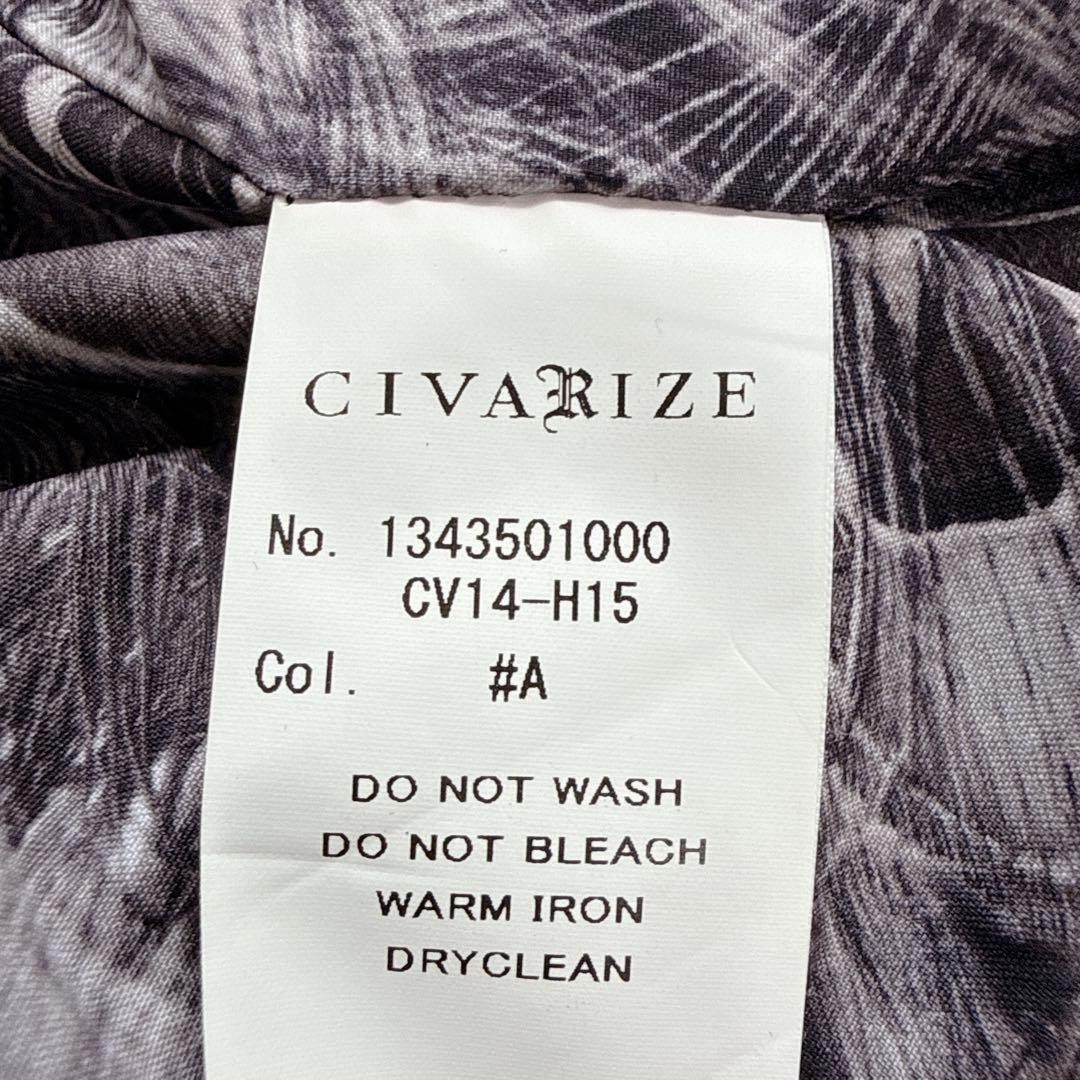 CIVARIZE
No. 1343501000
CV14-H15
Col. #A
DO NOT WASH
DO NOT BLEACH
WARM IRON
DRYCLEAN